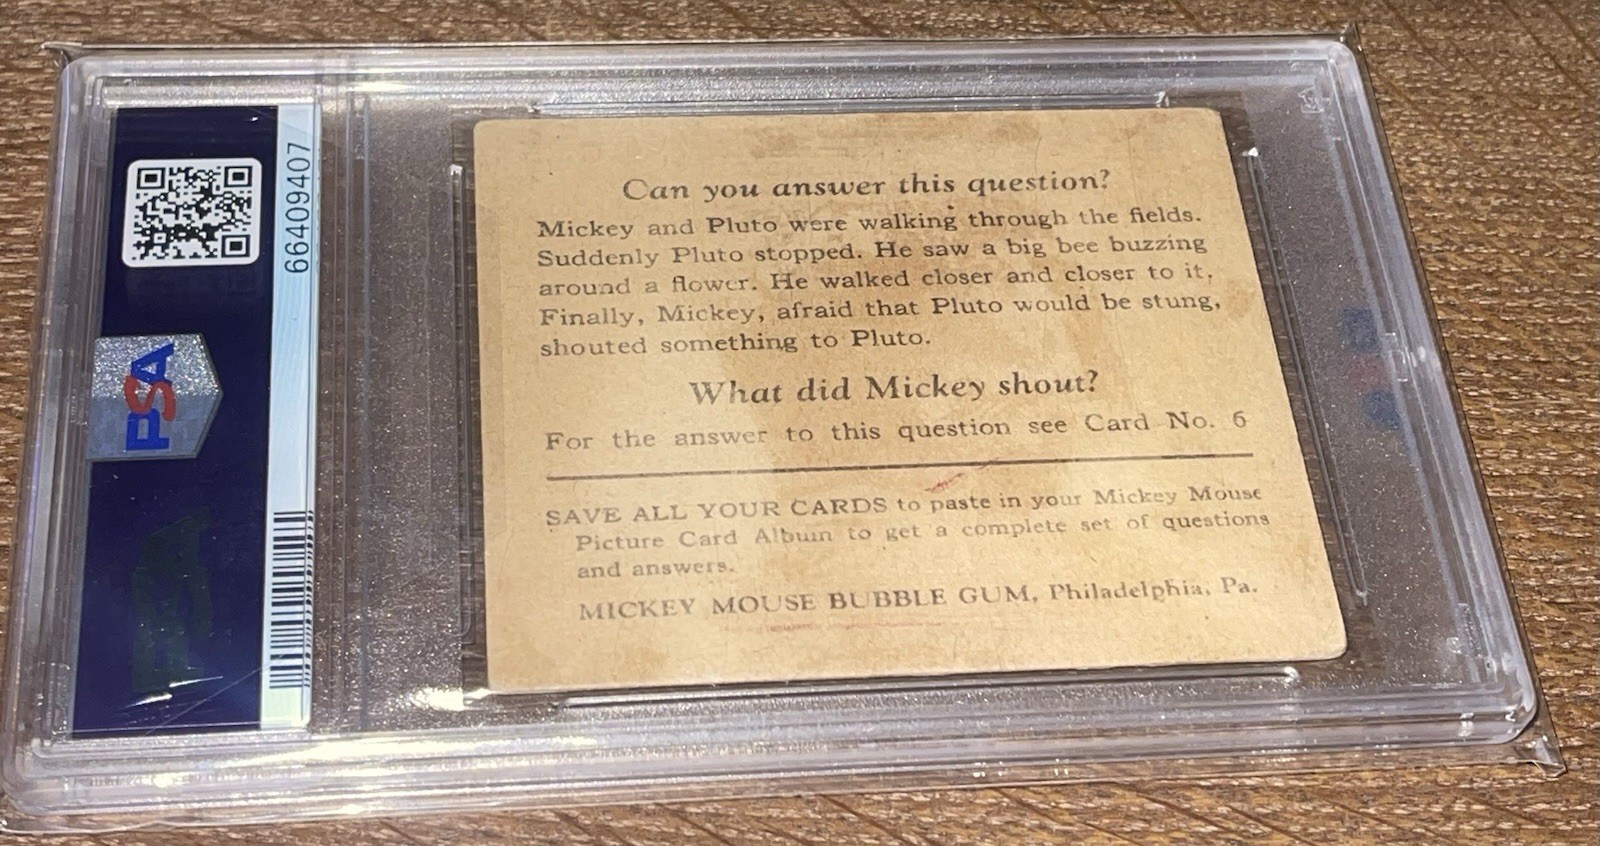 66409407
PSA
Can you answer this question?
Mickey and Pluto were walking through the fields.
Suddenly Pluto stopped. He saw a big bee buzzing
around a flower. He walked closer and closer to it.
Finally, Mickey, afraid that Pluto would be stung,
shouted something to Pluto.
What did Mickey shout?
For the answer to this question see Card No. 6
SAVE ALL YOUR CARDS to paste in your Mickey Mouse
Picture Card Album to get a complete set of questions
and answers.
MICKEY MOUSE BUBBLE GUM, Philadelphia, Pa.